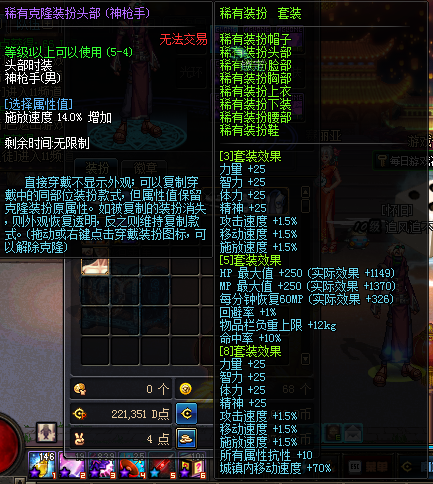 稀有克隆装扮头部 (神枪手)
无法交易
等级1以上可以使用 (5-4)
头部时装
神枪手(男)
[选择属性值]
施放速度 14.0% 增加
剩余时间:无限制
直接穿戴不显示外观; 可以复制穿
戴中的同部位装扮款式, 但属性值保留
克隆装扮原属性。如被复制的装扮消失
, 则外观恢复透明, 反之则维持复制款
式。(拖动或右键点击穿戴装扮图标, 可
以解除克隆)
0 个
221,351 D点
4 点
稀有装扮 套装
稀有装扮帽子
稀有装扮头部
稀有装扮脸部
稀有装扮胸部
稀有装扮上衣
稀有装扮下装
稀有装扮腰部
稀有装扮鞋
[3]套装效果
力量 +25
智力 +25
体力 +25
精神 +25
攻击速度 +1.5%
移动速度 +1.5%
施放速度 +1.5%
[5]套装效果
HP 最大值 +250 (实际效果 +1149)
MP 最大值 +250 (实际效果 +1370)
每分钟恢复60MP (实际效果 +326)
回避率 +1%
物品栏负重上限 +12kg
命中率 +10%
[8]套装效果
力量 +25
智力 +25
体力 +25
精神 +25
攻击速度 +1.5%
移动速度 +1.5%
施放速度 +1.5%
所有属性抗性 +10
城镇内移动速度 +70%